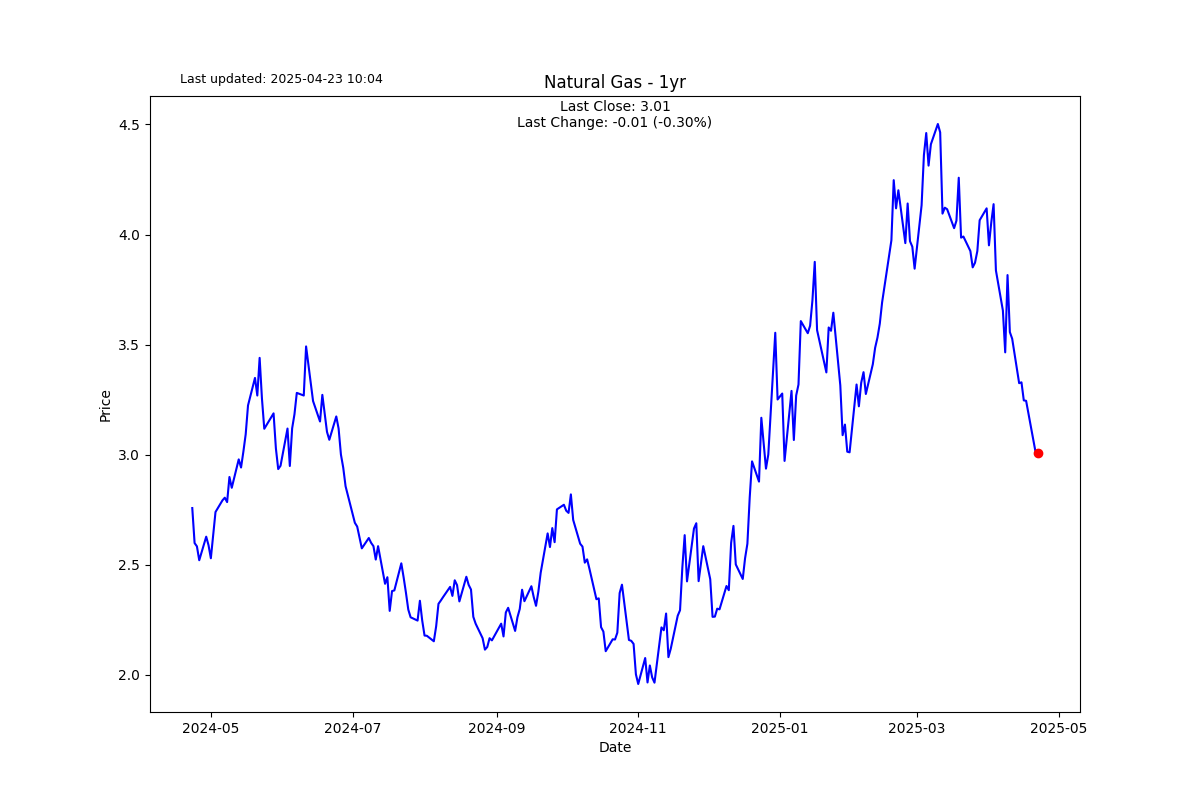 Last updated: 2025-04-23 10:04
Natural Gas - 1yr
Last Close: 3.01
Last Change: -0.01 (-0.30%)
4.5
4.0
3.5
3.0
2.5
2.0
Price
2024-05
2024-07
2024-09
2024-11
2025-01
2025-03
2025-05
Date